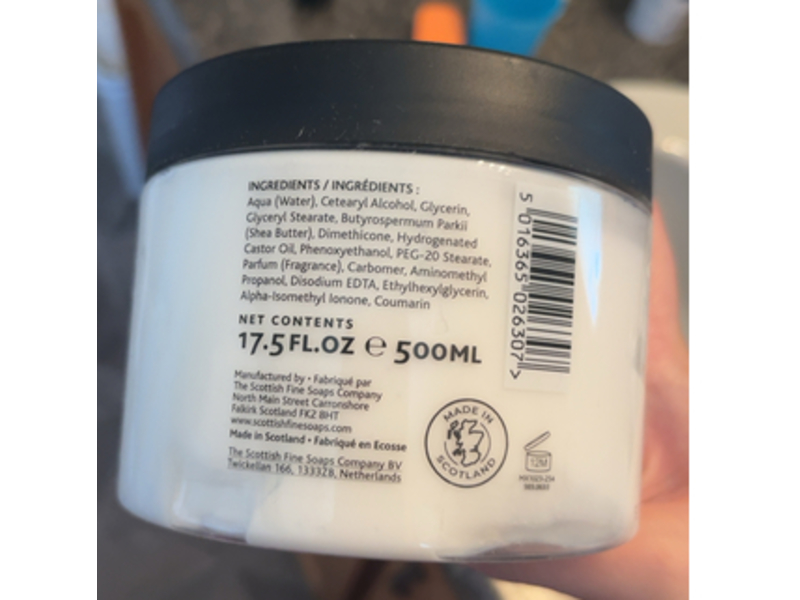 INGREDIENTS / INGRÉDIENTS :
Aqua (Water), Cetearyl Alcohol, Glycerin,
Glyceryl Stearate, Butyrospermum Parkii
(Shea Butter), Dimethicone, Hydrogenated
Castor Oil, Phenoxyethanol, PEG-20 Stearate,
Parfum (Fragrance), Carbomer, Aminomethyl
Propanol, Disodium EDTA, Ethylhexylglycerin,
Alpha-Isomethyl Ionone, Coumarin
NET CONTENTS
17.5FL.OZ e 500ML
Manufactured by • Fabriqué par
The Scottish Fine Soaps Company
North Main Street Carronshore
Falkirk Scotland FK2 8HT
www.scottishfinesoaps.com
Made in Scotland • Fabriqué en Ecosse
The Scottish Fine Soaps Company BV
Twickellan 166, 1333ZB, Netherlands
MADE IN
SCOTLAND
12M
5 016365 026307 >